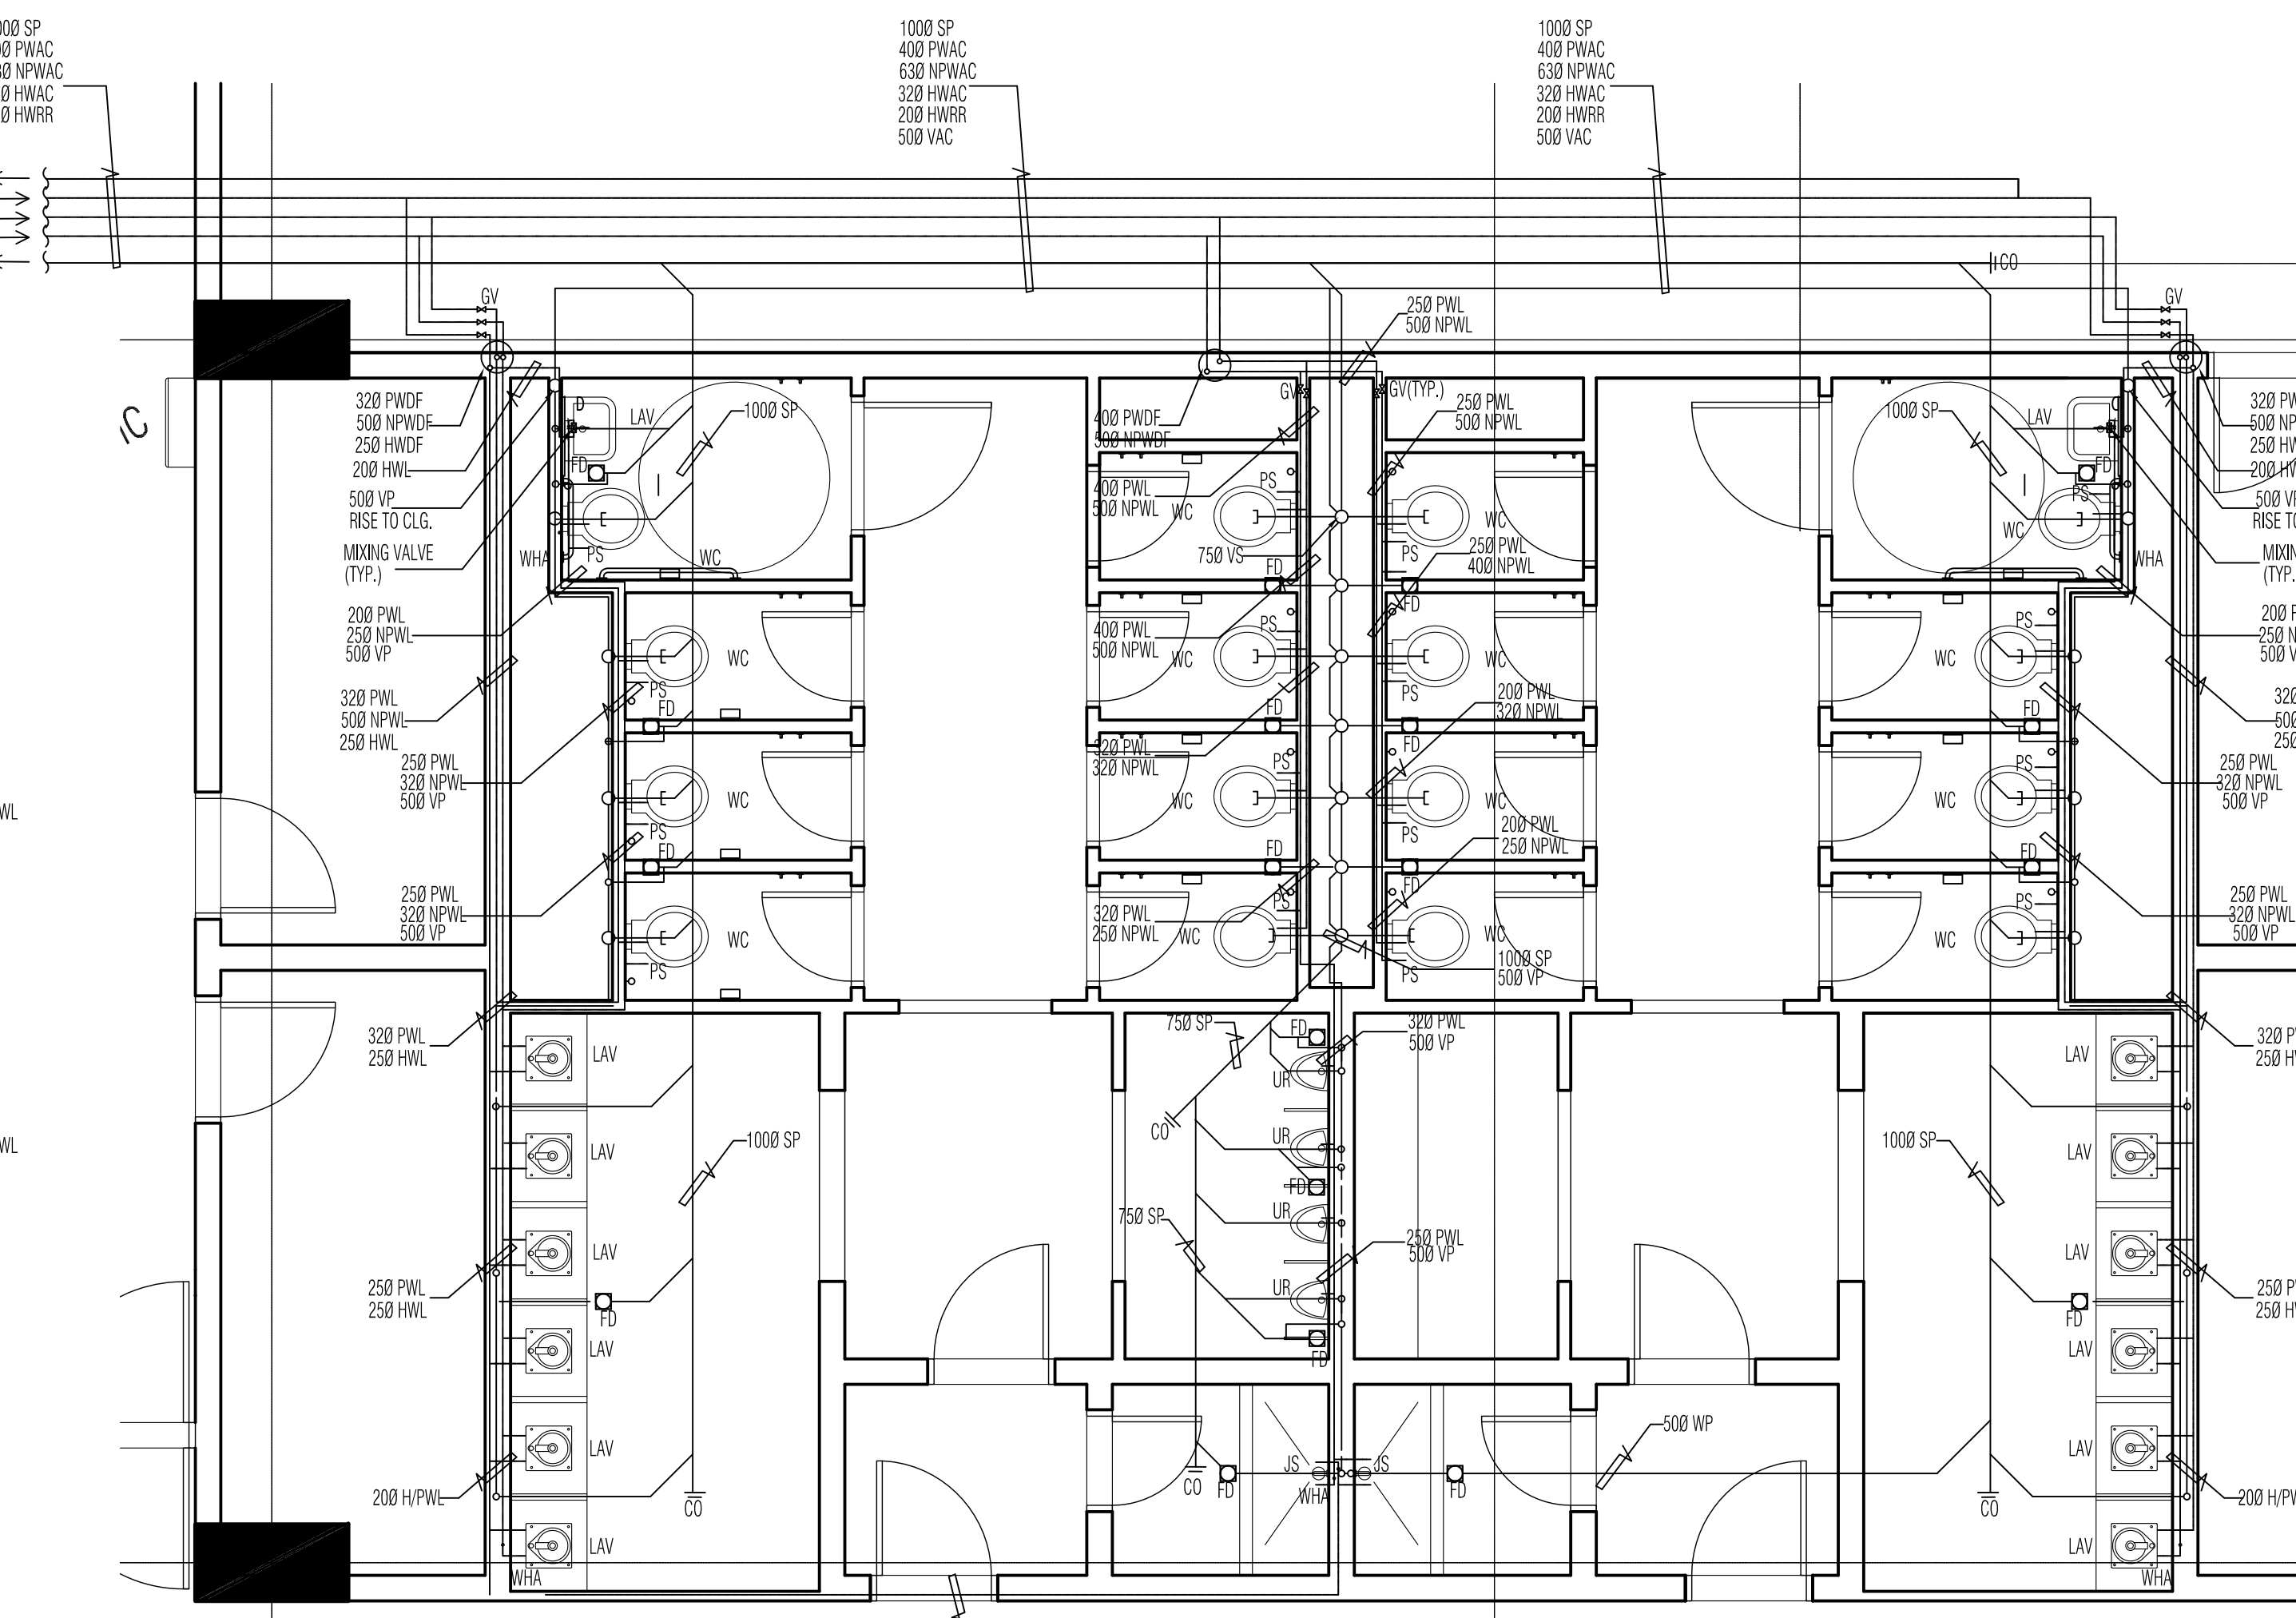 100Ø SP
40Ø PWAC
63Ø NPWAC
32Ø HWAC
20Ø HWRR
50Ø VAC
100Ø SP
40Ø PWAC
63Ø NPWAC
32Ø HWAC
20Ø HWRR
50Ø VAC
CO
GV
25Ø PWL
50Ø NPWL
GV
32Ø PWDF
50Ø NPWDF
25Ø HWDF
20Ø HWL
50Ø VP
RISE TO CLG.
MIXING VALVE
(TYP.)
20Ø PWL
25Ø NPWL
50Ø VP
32Ø PWL
50Ø NPWL
25Ø HWL
25Ø PWL
32Ø NPWL
50Ø VP
25Ø PWL
32Ø NPWL
50Ø VP
32Ø PWL
25Ø HWL
25Ø PWL
25Ø HWL
20Ø H/PWL
D
LAV
FD
100Ø SP
WHA
PS
WC
WC
PS
FD
WC
PS
FD
WC
PS
LAV
LAV
100Ø SP
LAV
FD
LAV
LAV
CO
LAV
WHA
GV
GV(TYP.)
40Ø PWDF
50Ø NPWDF
25Ø PWL
50Ø NPWL
40Ø PWL
50Ø NPWL
WC
PS
WC
PS
75Ø VS
FD
25Ø PWL
40Ø NPWL
FD
40Ø PWL
50Ø NPWL
PS
WC
WC
PS
20Ø PWL
32Ø NPWL
FD
FD
32Ø PWL
32Ø NPWL
PS
WC
WC
PS
20Ø PWL
25Ø NPWL
FD
FD
32Ø PWL
25Ø NPWL
PS
WC
WC
PS
100Ø SP
50Ø VP
75Ø SP
FD
32Ø PWL
50Ø VP
UR
CO
UR
FD
75Ø SP
UR
25Ø PWL
50Ø VP
UR
FD
50Ø WP
JS
JS
CO
FD
WHA
FD
100Ø SP
LAV
FD
PS
WC
WHA
PS
WC
FD
PS
WC
FD
PS
WC
LAV
100Ø SP
LAV
LAV
FD
LAV
LAV
CO
LAV
WHA
25Ø PWL
32Ø NPWL
50Ø VP
25Ø PWL
32Ø NPWL
50Ø VP